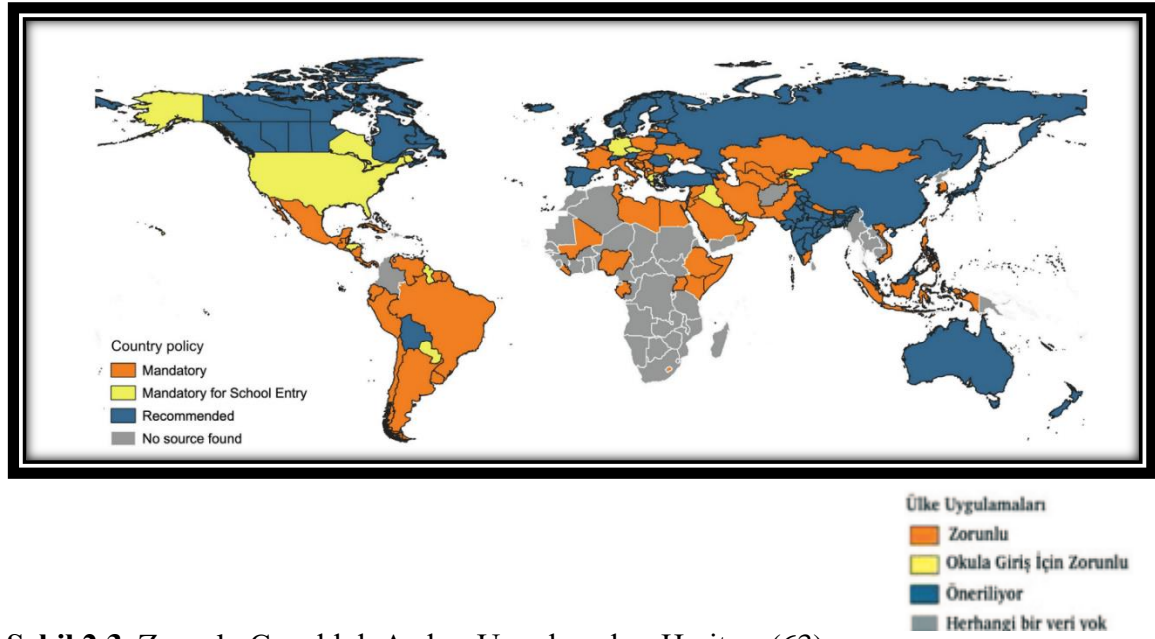 Country policy
Mandatory
Mandatory for School Entry
Recommended
No source found
Ülke Uygulamaları
Zorunlu
Okula Giriş İçin Zorunlu
Öneriliyor
Herhangi bir veri yok